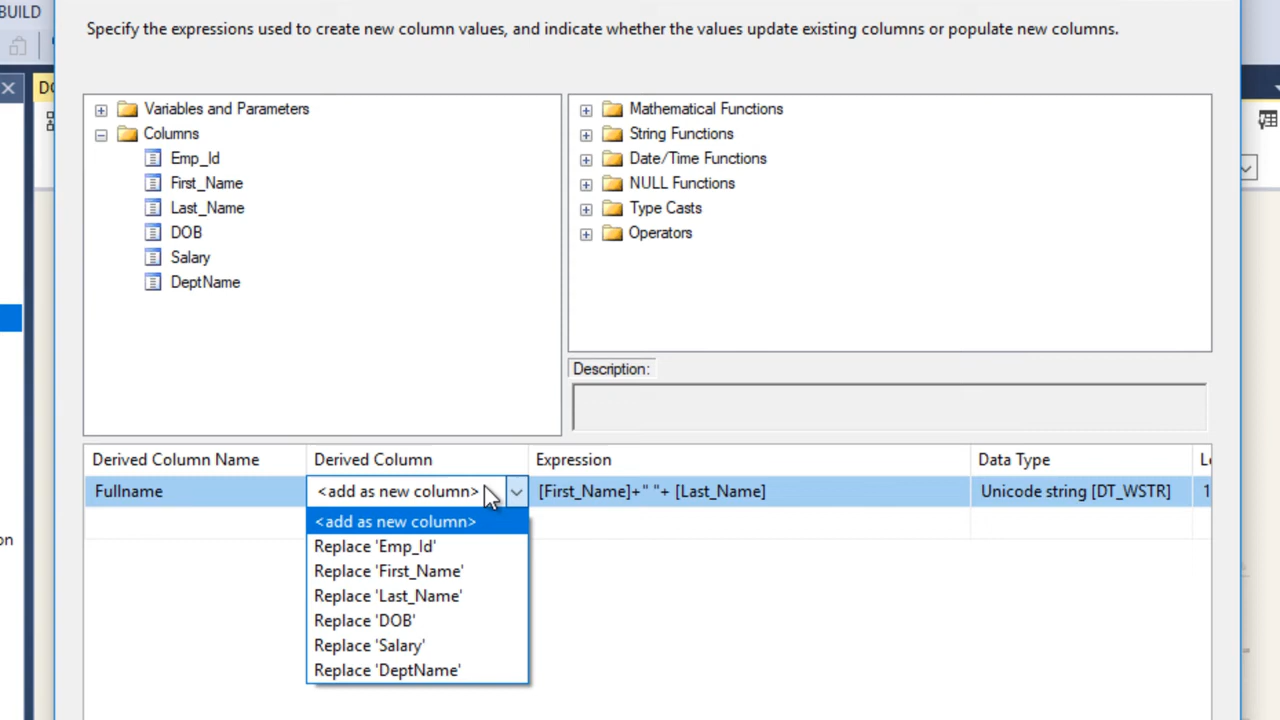 BUILD
Specify the expressions used to create new column values, and indicate whether the values update existing columns or populate new columns.
Variables and Parameters
Columns
Emp_Id
First_Name
Last_Name
DOB
Salary
DeptName
Mathematical Functions
String Functions
Date/Time Functions
NULL Functions
Type Casts
Operators
Description:
Derived Column Name Derived Column Expression Data Type
Fullname <add as new column> [First_Name]+" "+ [Last_Name] Unicode string [DT_WSTR] 1
<add as new column>
Replace 'Emp_Id'
Replace 'First_Name'
Replace 'Last_Name'
Replace 'DOB'
Replace 'Salary'
Replace 'DeptName'
on